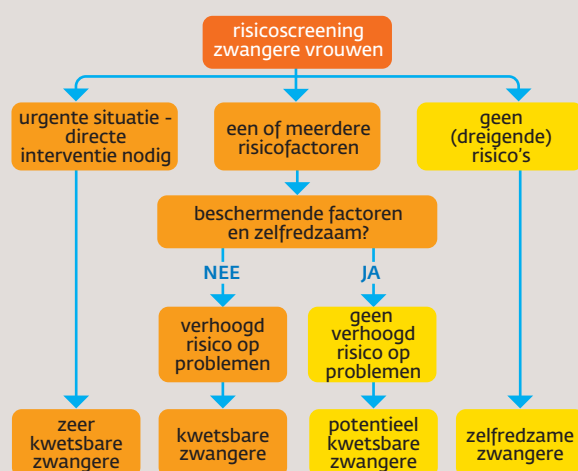 risicoscreening
zwangere vrouwen
urgente situatie -
directe
interventie nodig
een of meerdere
risicofactoren
geen
(dreigende)
risico's
beschermende factoren
en zelfredzaam?
NEE
JA
verhoogd
risico op
problemen
geen
verhoogd
risico op
problemen
zeer
kwetsbare
zwangere
kwetsbare
zwangere
potentieel
kwetsbare
zwangere
zelfredzame
zwangere